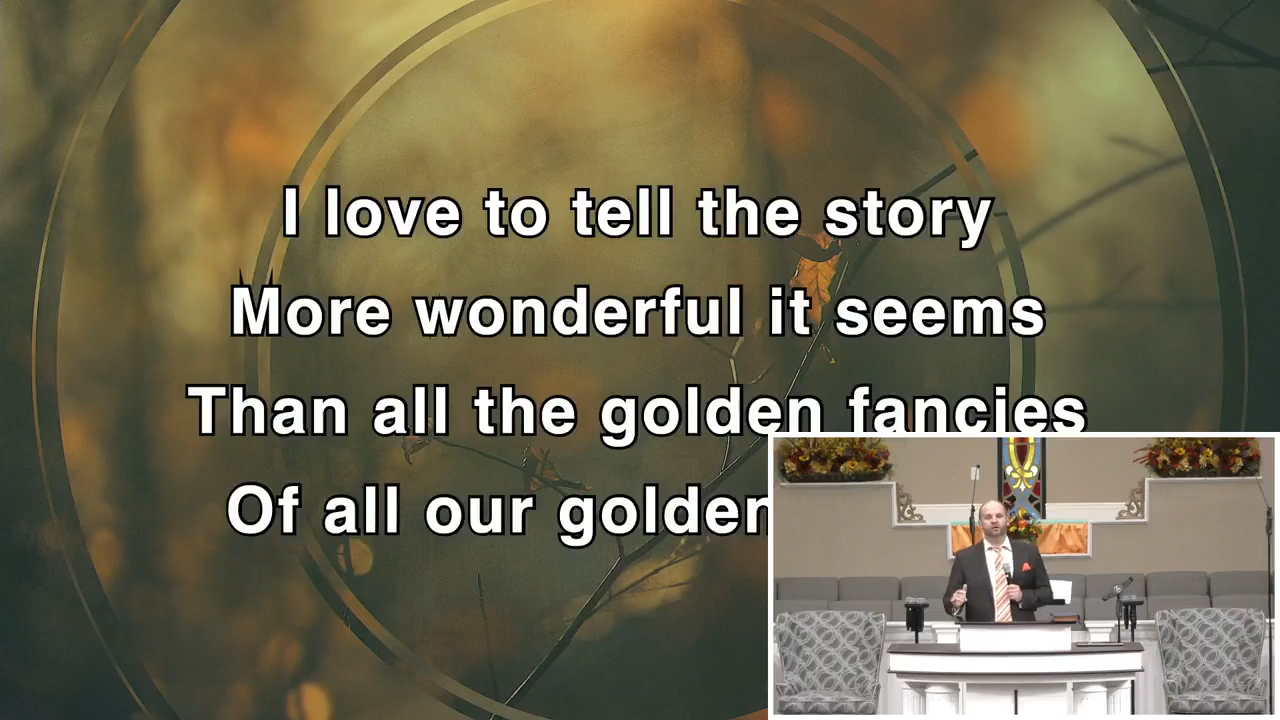 I love to tell the story
More wonderful it seems
Than all the golden fancies
Of all our golden